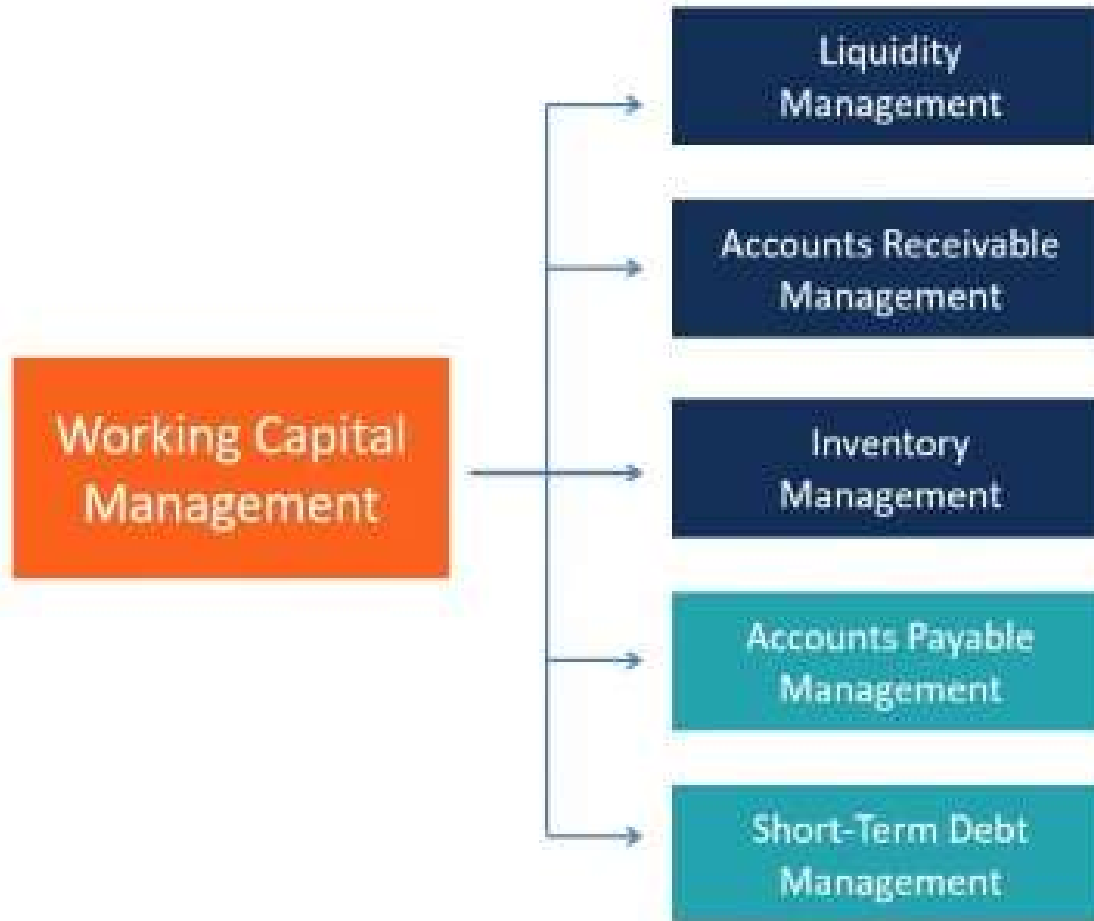 Liquidity
Management
Accounts Receivable
Management
Working Capital
Management
Inventory
Management
Accounts Payable
Management
Short-Term Debt
Management